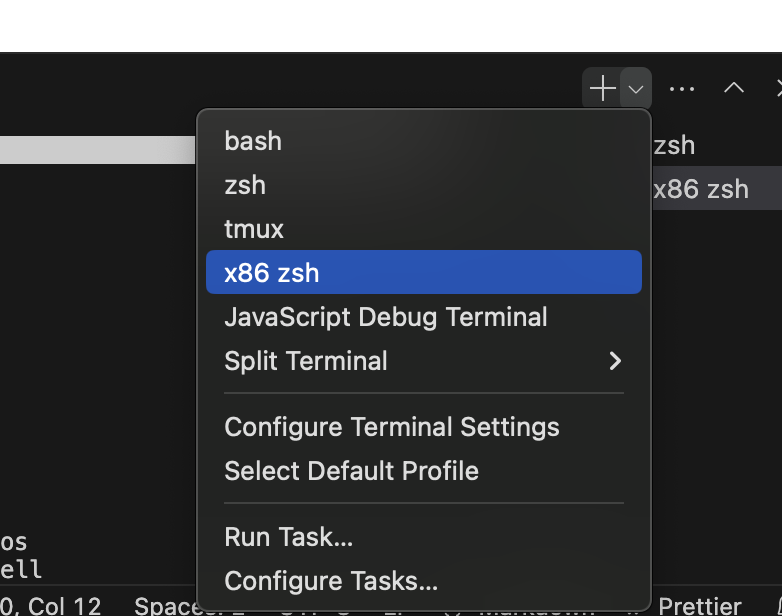 bash
zsh
zsh
x86 zsh
tmux
x86 zsh
JavaScript Debug Terminal
Split Terminal
Configure Terminal Settings
Select Default Profile
Run Task...
Configure Tasks...
os
ell
0, Col 12 Spaces: 2 Prettier